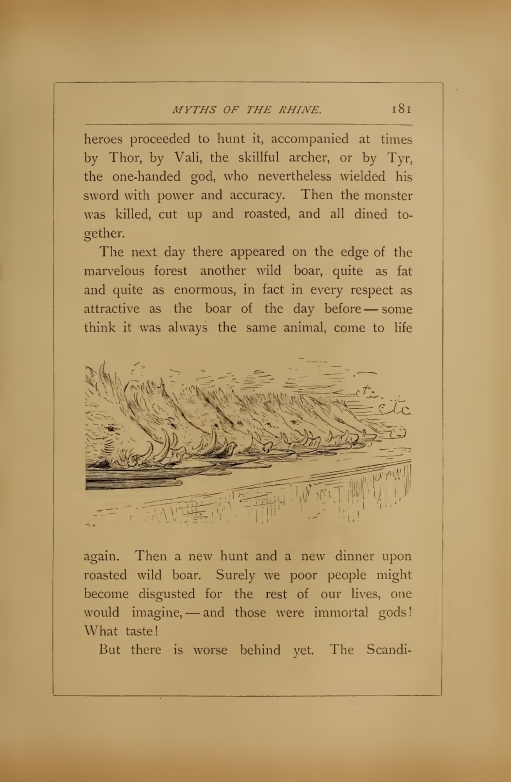 MYTHS OF THE RHINE. 181
heroes proceeded to hunt it, accompanied at times
by Thor, by Vali, the skillful archer, or by Tyr,
the one-handed god, who nevertheless wielded his
sword with power and accuracy. Then the monster
was killed, cut up and roasted, and all dined to-
gether.
The next day there appeared on the edge of the
marvelous forest another wild boar, quite as fat
and quite as enormous, in fact in every respect as
attractive as the boar of the day before — some
think it was always the same animal, come to life
etc.
etc
again. Then a new hunt and a new dinner upon
roasted wild boar. Surely we poor people might
become disgusted for the rest of our lives, one
would imagine, — and those were immortal gods!
What taste!
But there is worse behind yet. The Scandi-